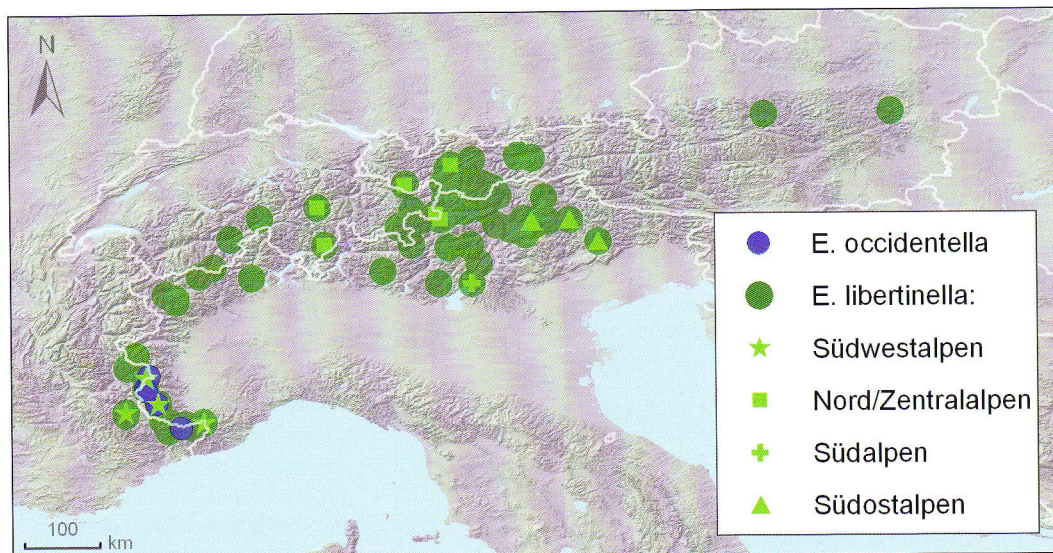 N
E. occidentella
E. libertinella:
Südwestalpen
Nord/Zentralalpen
Südalpen
Südostalpen
100
km